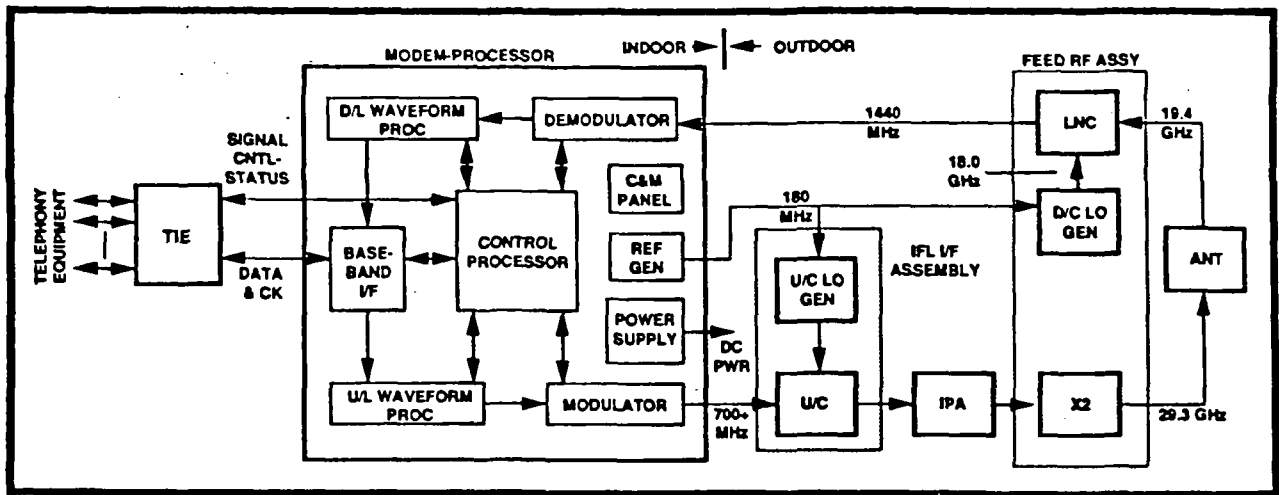 INDOOR
OUTDOOR
MODEM-PROCESSOR
FEED RF ASSY
D/L WAVEFORM
PROC
DEMODULATOR
1440
MHz
LNC
19.4
GHz
SIGNAL
CNTL-
STATUS
18.0
GHz
C&M
PANEL
180
MHz
D/C LO
GEN
TELEPHONY
EQUIPMENT
TIE
BASE-
BAND
I/F
CONTROL
PROCESSOR
REF
GEN
IFL I/F
ASSEMBLY
ANT
DATA
& CK
U/C LO
GEN
POWER
SUPPLY
DC
PWR
U/L WAVEFORM
PROC
MODULATOR
700+
MHz
U/C
IPA
X2
29.3 GHz